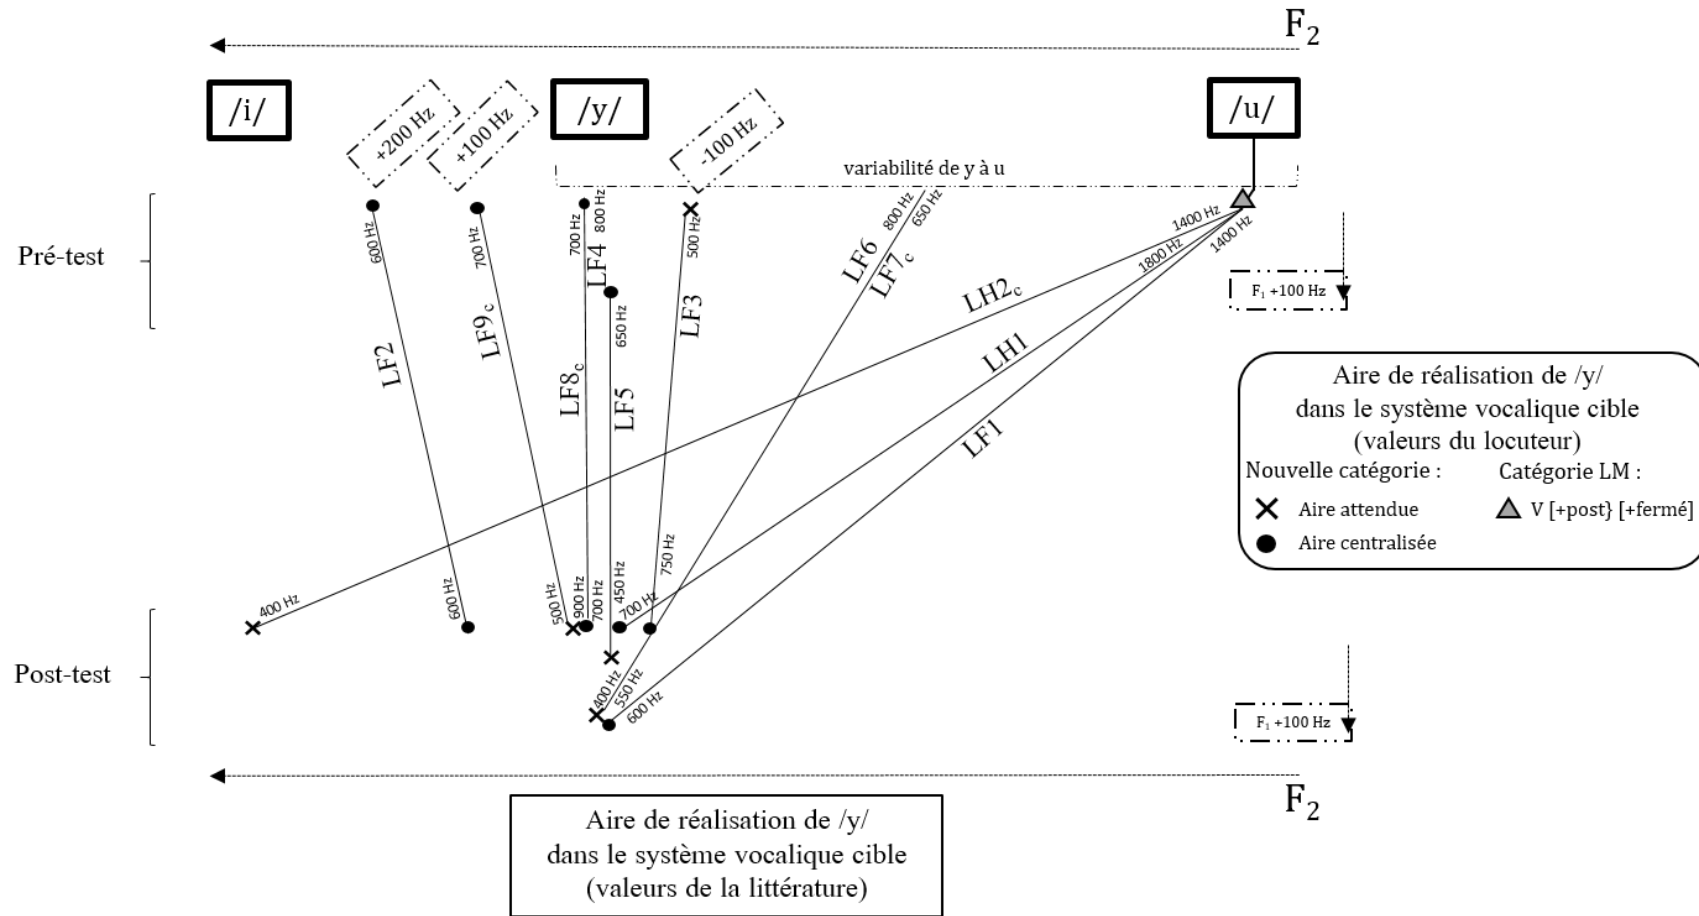 F₂
/i/
/y/
/u/
+200 Hz
+100 Hz
-100 Hz
variabilité de y à u
Pré-test
600 Hz
700 Hz
700 Hz
800 Hz
500 Hz
800 Hz
650 Hz
1400 Hz
1800 Hz
1400 Hz
LF4
LF6
LF7c
LH2c
F₁ +100 Hz
LF2
LF9c
LF8c
650 Hz
LF5
LF3
LH1
LF1
Aire de réalisation de /y/
dans le système vocalique cible
(valeurs du locuteur)
Nouvelle catégorie :
Catégorie LM :
Aire attendue
V [+post} [+fermé]
Aire centralisée
400 Hz
600 Hz
500 Hz
900 Hz
700 Hz
450 Hz
700 Hz
750 Hz
Post-test
400 Hz
550 Hz
600 Hz
F₁ +100 Hz
F₂
Aire de réalisation de /y/
dans le système vocalique cible
(valeurs de la littérature)